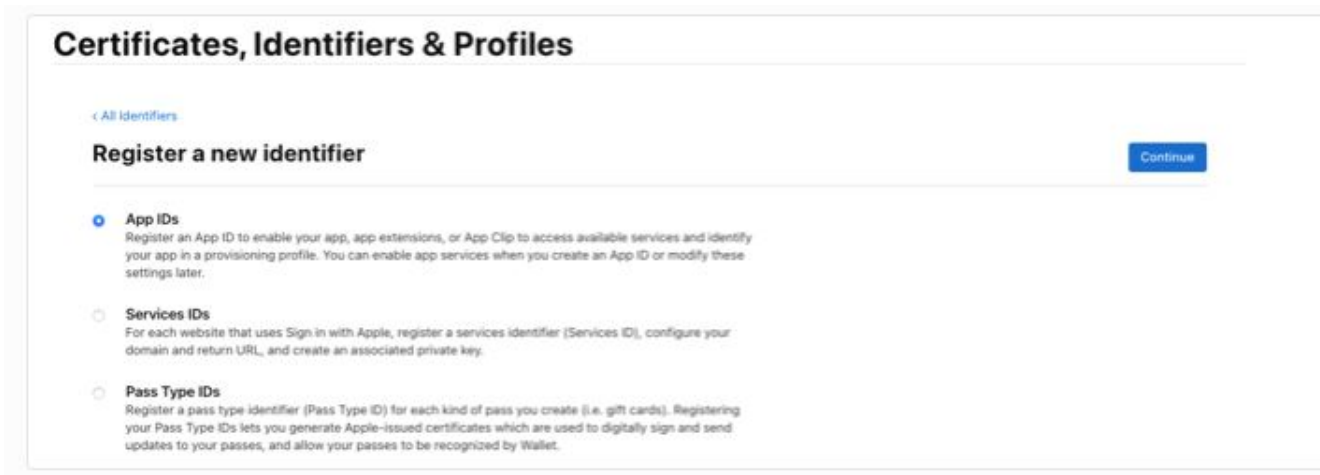 Certificates, Identifiers & Profiles
< All Identifiers
Register a new identifier
Continue
App IDs
Register an App ID to enable your app, app extensions, or App Clip to access available services and identify
your app in a provisioning profile. You can enable app services when you create an App ID or modify these
settings later.
Services IDs
For each website that uses Sign in with Apple, register a services identifier (Services ID), configure your
domain and return URL, and create an associated private key.
Pass Type IDs
Register a pass type identifier (Pass Type ID) for each kind of pass you create (i.e. gift cards). Registering
your Pass Type IDs lets you generate Apple-issued certificates which are used to digitally sign and send
updates to your passes, and allow your passes to be recognized by Wallet.